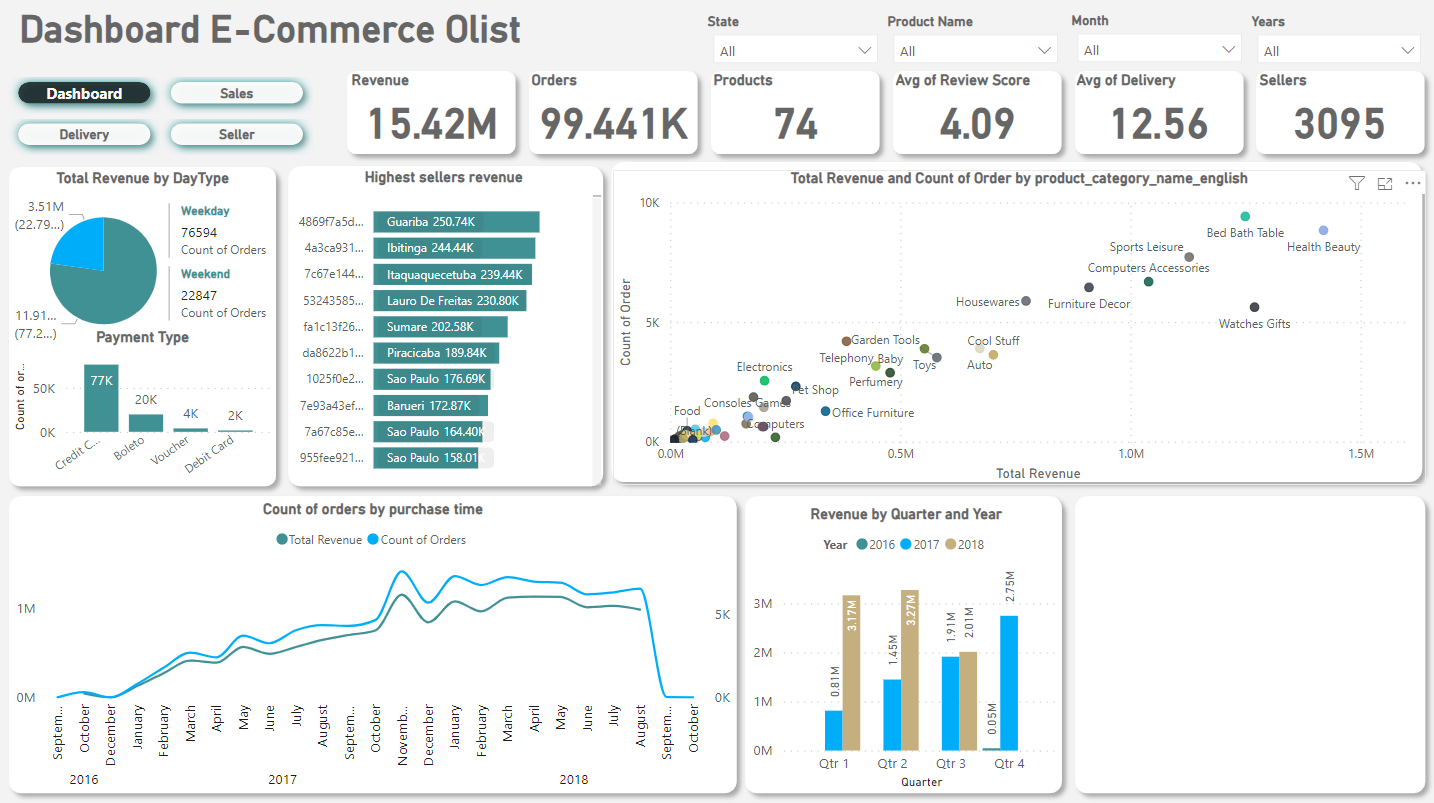 Dashboard E-Commerce Olist
State
Product Name
Month
Years
All
All
All
All
Dashboard
Sales
Delivery
Seller
Revenue
15.42M
Orders
99.441K
Products
74
Avg of Review Score
4.09
Avg of Delivery
12.56
Sellers
3095
Total Revenue by DayType
3.51M
(22.79...)
11.91...
(77.2...)
Weekday
76594
Count of Orders
Weekend
22847
Count of Orders
Payment Type
Count of or...
50K
0K
77K
20K
4K
2K
Credit C...
Boleto
Voucher
Debit Card
Highest sellers revenue
4869f7a5d... Guariba 250.74K
4a3ca931... Ibitinga 244.44K
7c67e144... Itaquaquecetuba 239.44K
53243585... Lauro De Freitas 230.80K
fa1c13f26... Sumare 202.58K
da8622b1... Piracicaba 189.84K
1025f0e2... Sao Paulo 176.69K
7e93a43ef... Barueri 172.87K
7a67c85e... Sao Paulo 164.40K
955fee921... Sao Paulo 158.01K
Total Revenue and Count of Order by product_category_name_english
Count of Order
10K
5K
0K
Bed Bath Table
Health Beauty
Sports Leisure
Computers Accessories
Housewares
Furniture Decor
Watches Gifts
Garden Tools
Cool Stuff
Telephony
Baby
Toys
Auto
Perfumery
Electronics
Pet Shop
Consoles Games
Office Furniture
Food
(Blank)
Computers
0.0M
0.5M
1.0M
1.5M
Total Revenue
Count of orders by purchase time
Total Revenue
Count of Orders
1M
0M
5K
0K
Septem...
October
December
January
February
March
April
May
June
July
August
Septem...
October
Novemb...
December
January
February
March
April
May
June
July
August
Septem...
October
2016
2017
2018
Revenue by Quarter and Year
Year 2016 2017 2018
3M
2M
1M
0M
0.81M
3.17M
1.45M
3.27M
1.91M
2.01M
0.05M
2.75M
Qtr 1
Qtr 2
Qtr 3
Qtr 4
Quarter